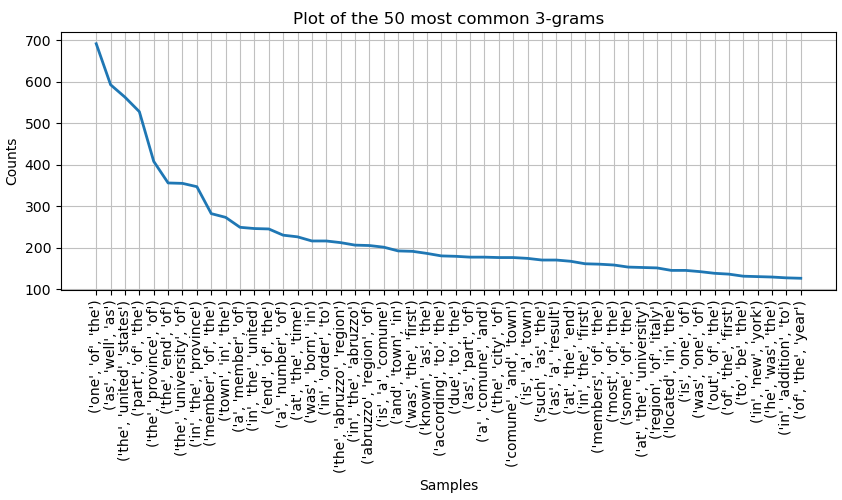 Plot of the 50 most common 3-grams
Counts
700
600
500
400
300
200
100
('one', 'of', 'the')
('as', 'well', 'as')
('the', 'united', 'states')
('part', 'of', 'the')
('the', 'province', 'of')
('the', 'end', 'of')
('the', 'university', 'of')
('in', 'the', 'province')
('member', 'of', 'the')
('town', 'in', 'the')
('a', 'member', 'of')
('in', 'the', 'united')
('end', 'of', 'the')
('a', 'number', 'of')
('at', 'the', 'time')
('was', 'born', 'in')
('in', 'order', 'to')
('the', 'abruzzo', 'region')
('in', 'the', 'abruzzo')
('abruzzo', 'region', 'of')
('is', 'a', 'comune')
('and', 'town', 'in')
('was', 'the', 'first')
('known', 'as', 'the')
('according', 'to', 'the')
('due', 'to', 'the')
('as', 'part', 'of')
('a', 'comune', 'and')
('the', 'city', 'of')
('comune', 'and', 'town')
('is', 'a', 'town')
('such', 'as', 'the')
('as', 'a', 'result')
('at', 'the', 'end')
('in', 'the', 'first')
('members', 'of', 'the')
('most', 'of', 'the')
('some', 'of', 'the')
('at', 'the', 'university')
('region', 'of', 'italy')
('located', 'in', 'the')
('is', 'one', 'of')
('was', 'one', 'of')
('out', 'of', 'the')
('of', 'the', 'first')
('to', 'be', 'the')
('in', 'new', 'york')
('he', 'was', 'the')
('in', 'addition', 'to')
('of', 'the', 'year')
Samples